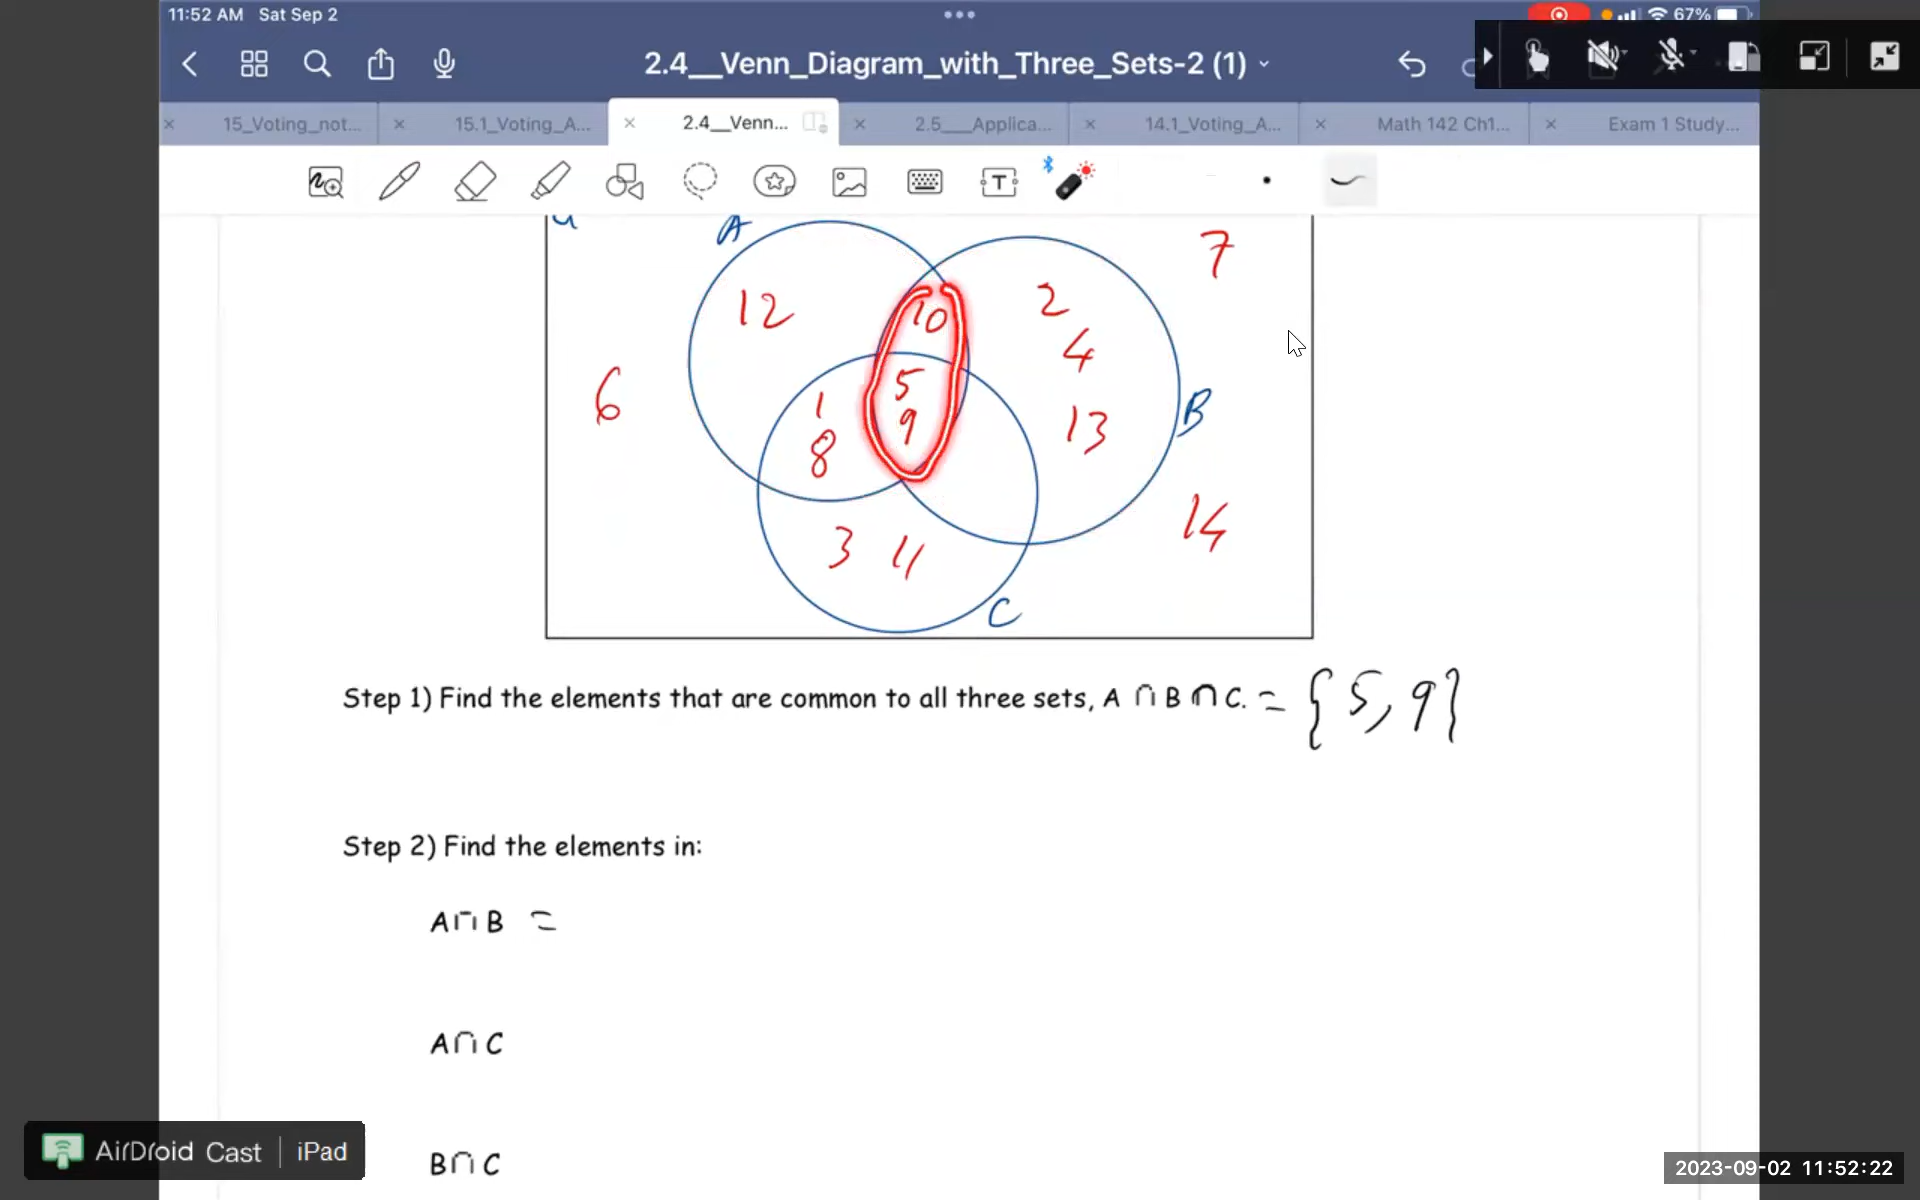 11:52 AM Sat Sep 2
67%
2.4__Venn_Diagram_with_Three_Sets-2 (1)
15_Voting_not...
15.1_Voting_A...
2.4__Venn...
2.5___Applica...
14.1_Voting_A...
Math 142 Ch1...
Exam 1 Study...
T
u
A
7
12
10
2
4
6
1
5
B
8
9
13
14
3 11
C
Step 1) Find the elements that are common to all three sets, A ∩ B ∩ C. = {5, 9}
Step 2) Find the elements in:
A∩B =
A∩C
B∩C
AirDroid Cast | iPad
2023-09-02 11:52:22